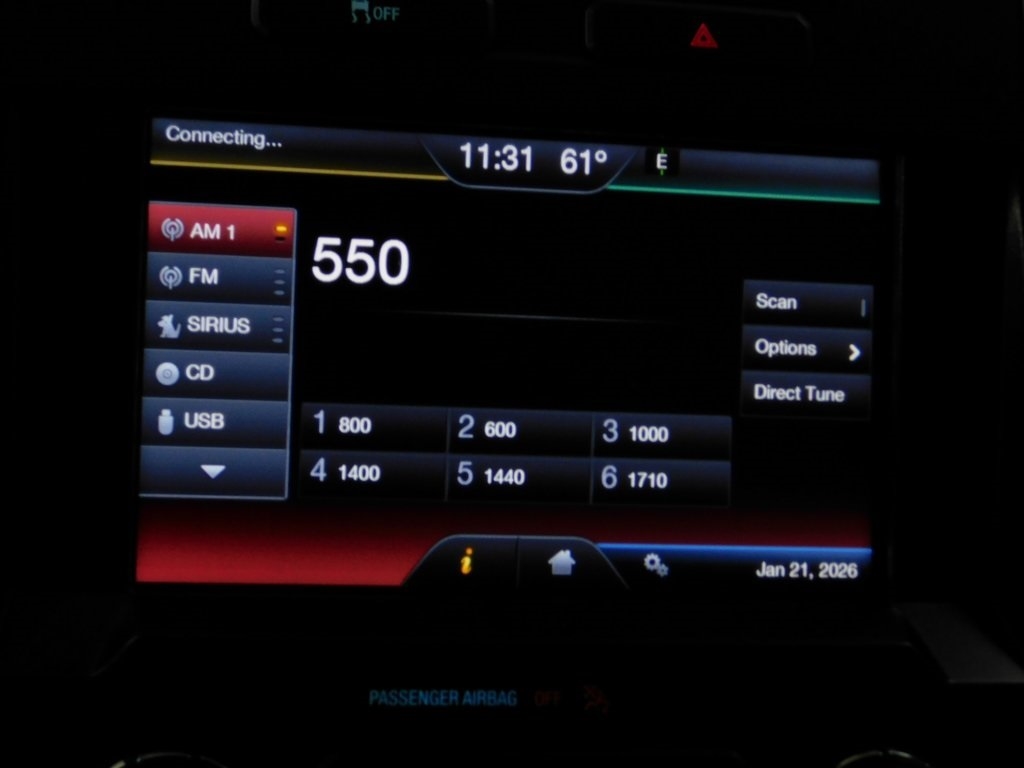 OFF
Connecting...
11:31 61° E
AM 1
550
FM
SIRIUS
CD
USB
Scan
Options
Direct Tune
1 800 2 600 3 1000
4 1400 5 1440 6 1710
i
Jan 21, 2026
PASSENGER AIRBAG OFF